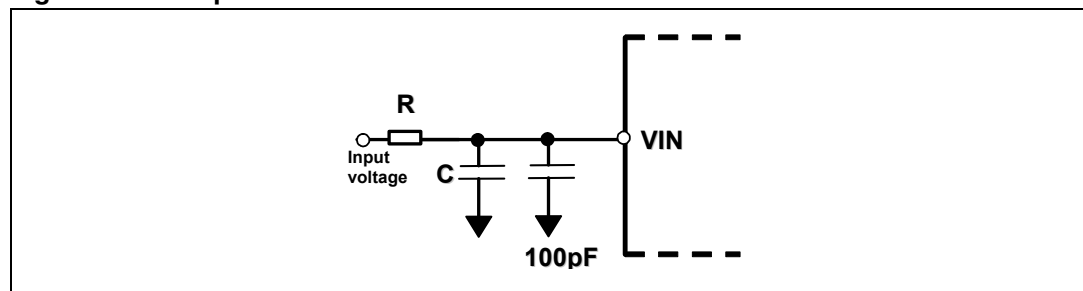 R
Input
voltage
C
VIN
100pF